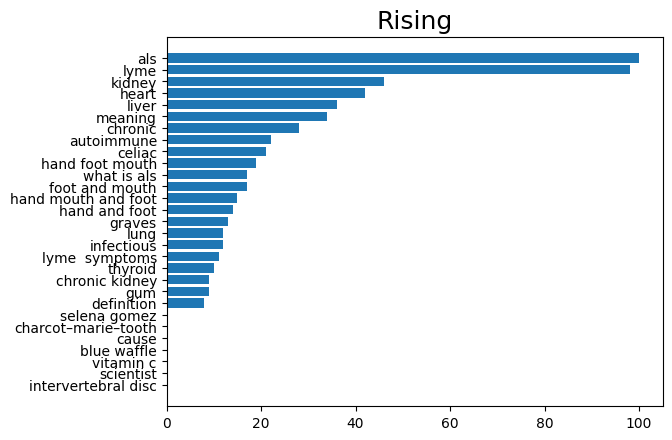 Rising
als
lyme
kidney
heart
liver
meaning
chronic
autoimmune
celiac
hand foot mouth
what is als
foot and mouth
hand mouth and foot
hand and foot
graves
lung
infectious
lyme  symptoms
thyroid
chronic kidney
gum
definition
selena gomez
charcot–marie–tooth
cause
blue waffle
vitamin c
scientist
intervertebral disc
0 20 40 60 80 100